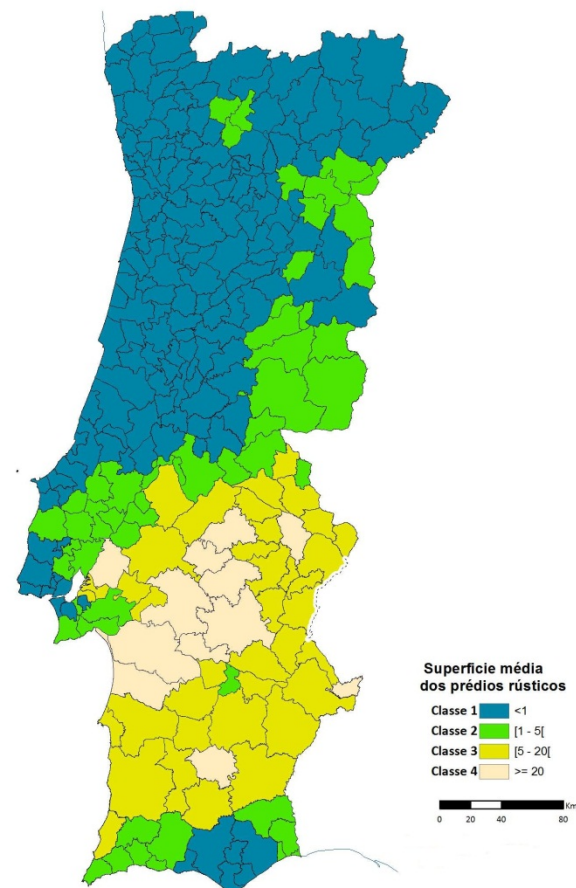 Superficie média
dos prédios rústicos
Classe 1 <1
Classe 2 [1 - 5[
Classe 3 [5 - 20[
Classe 4 >= 20
Km
0 20 40 80